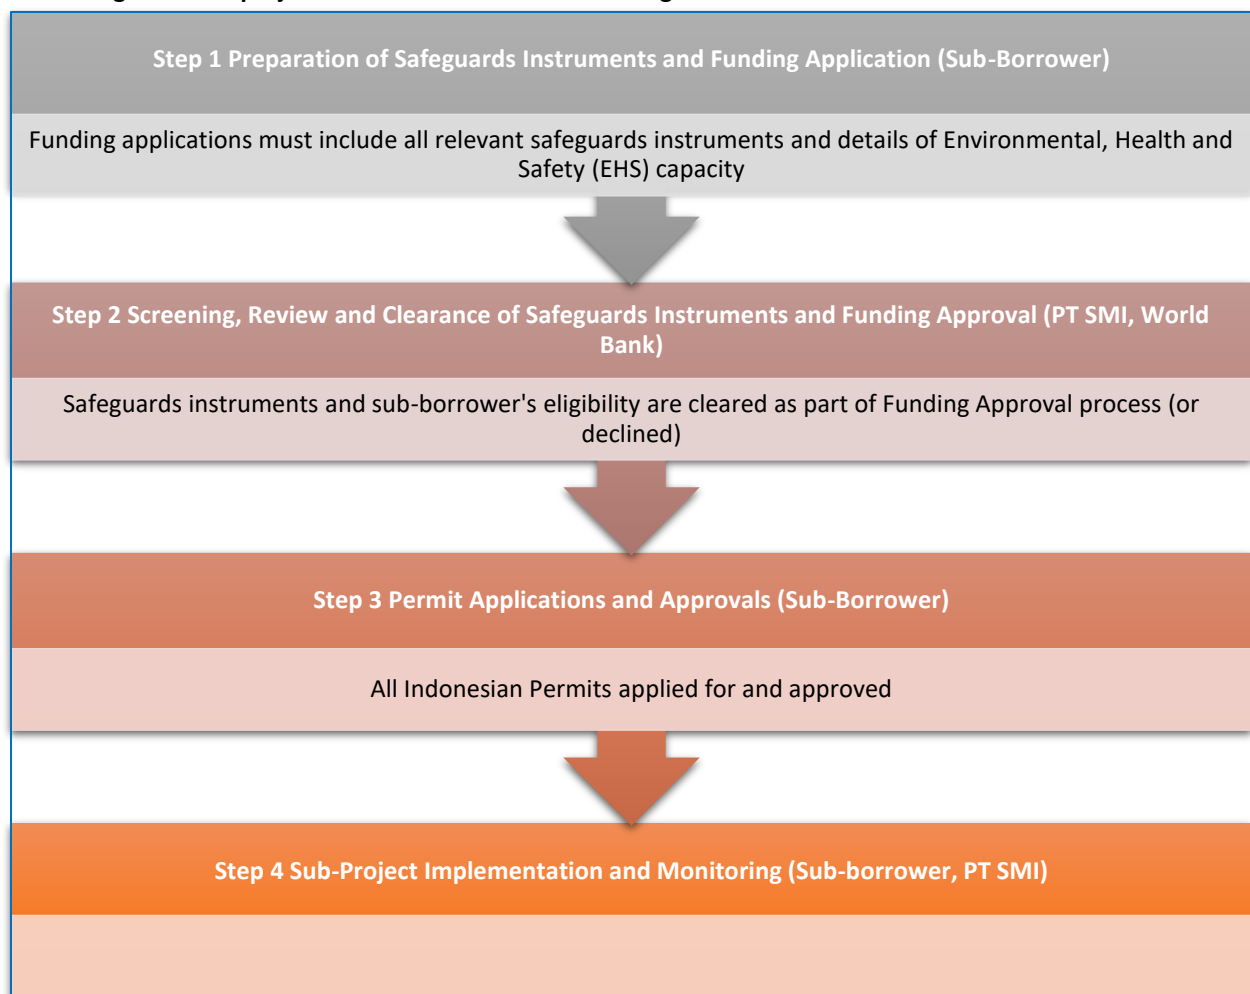 Step 1 Preparation of Safeguards Instruments and Funding Application (Sub-Borrower)
Funding applications must include all relevant safeguards instruments and details of Environmental, Health and
Safety (EHS) capacity
Step 2 Screening, Review and Clearance of Safeguards Instruments and Funding Approval (PT SMI, World
Bank)
Safeguards instruments and sub-borrower's eligibility are cleared as part of Funding Approval process (or
declined)
Step 3 Permit Applications and Approvals (Sub-Borrower)
All Indonesian Permits applied for and approved
Step 4 Sub-Project Implementation and Monitoring (Sub-borrower, PT SMI)